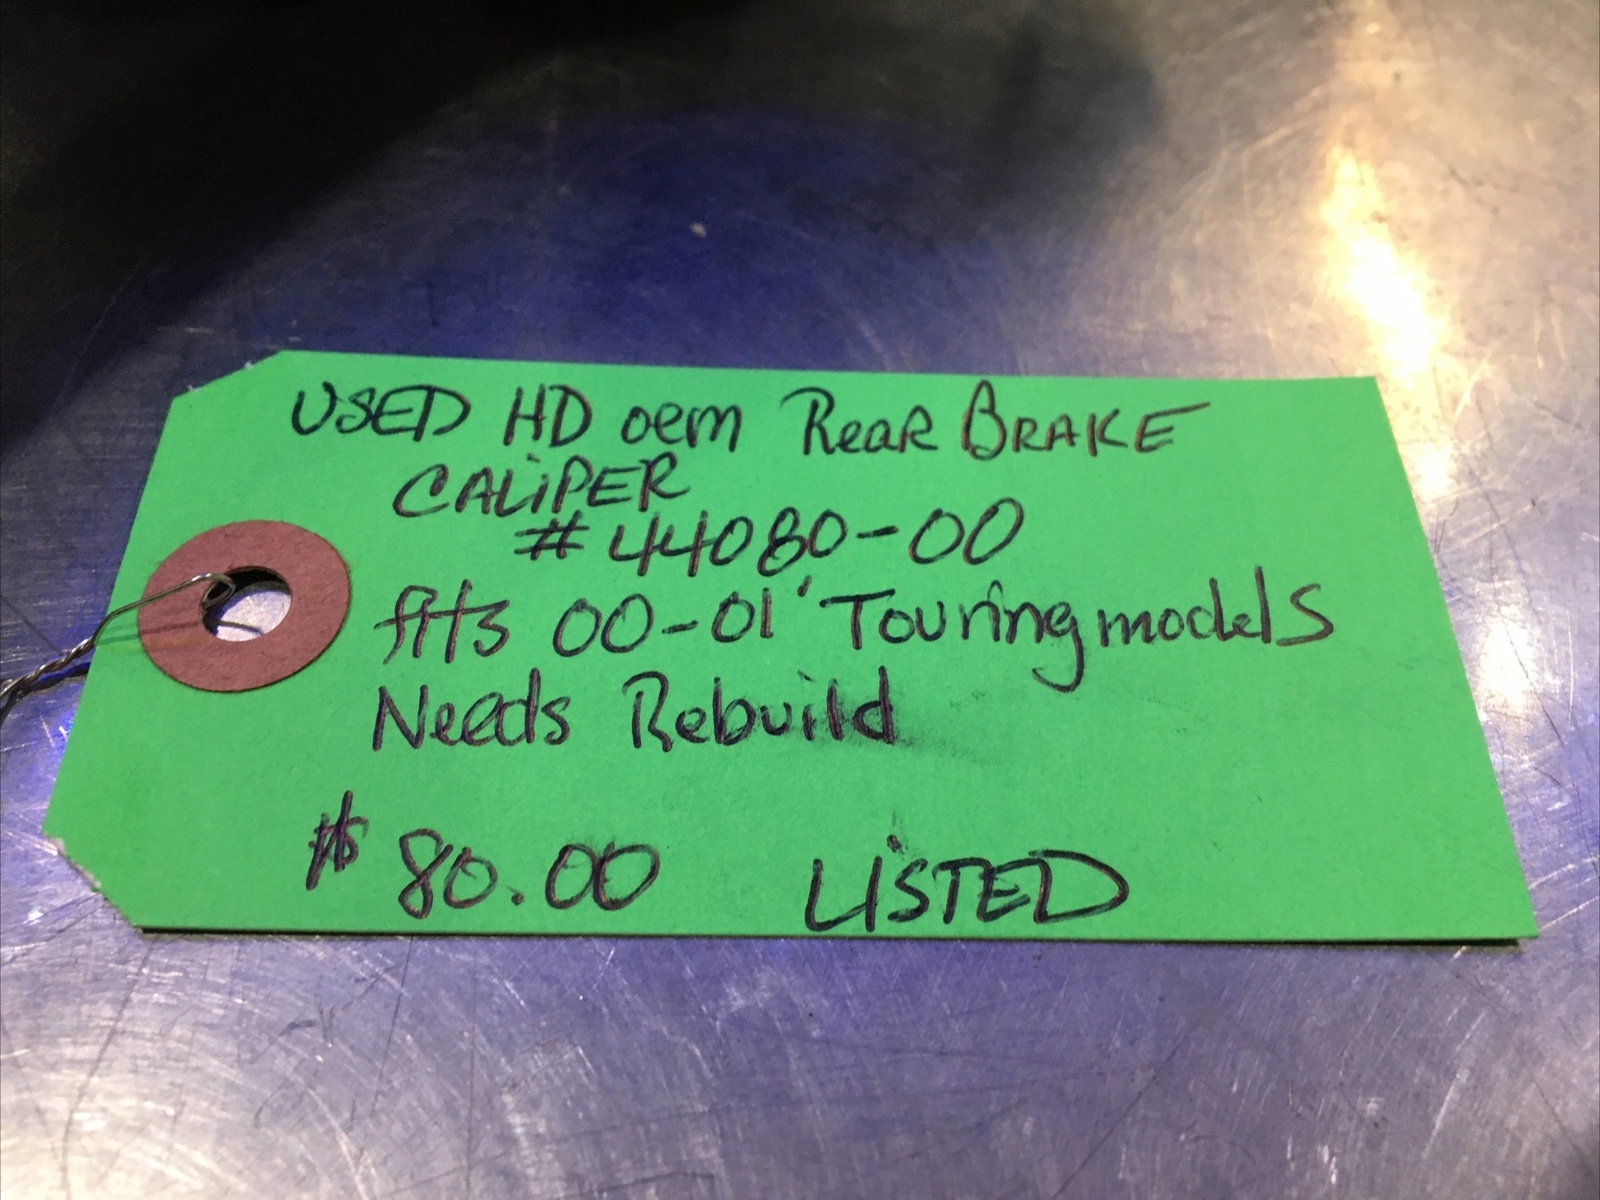 USED HD oem Rear BRAKE
CALiPER
# 44080-00
fits 00-01' Touring models
Needs Rebuild
$ 80.00 LiSTED